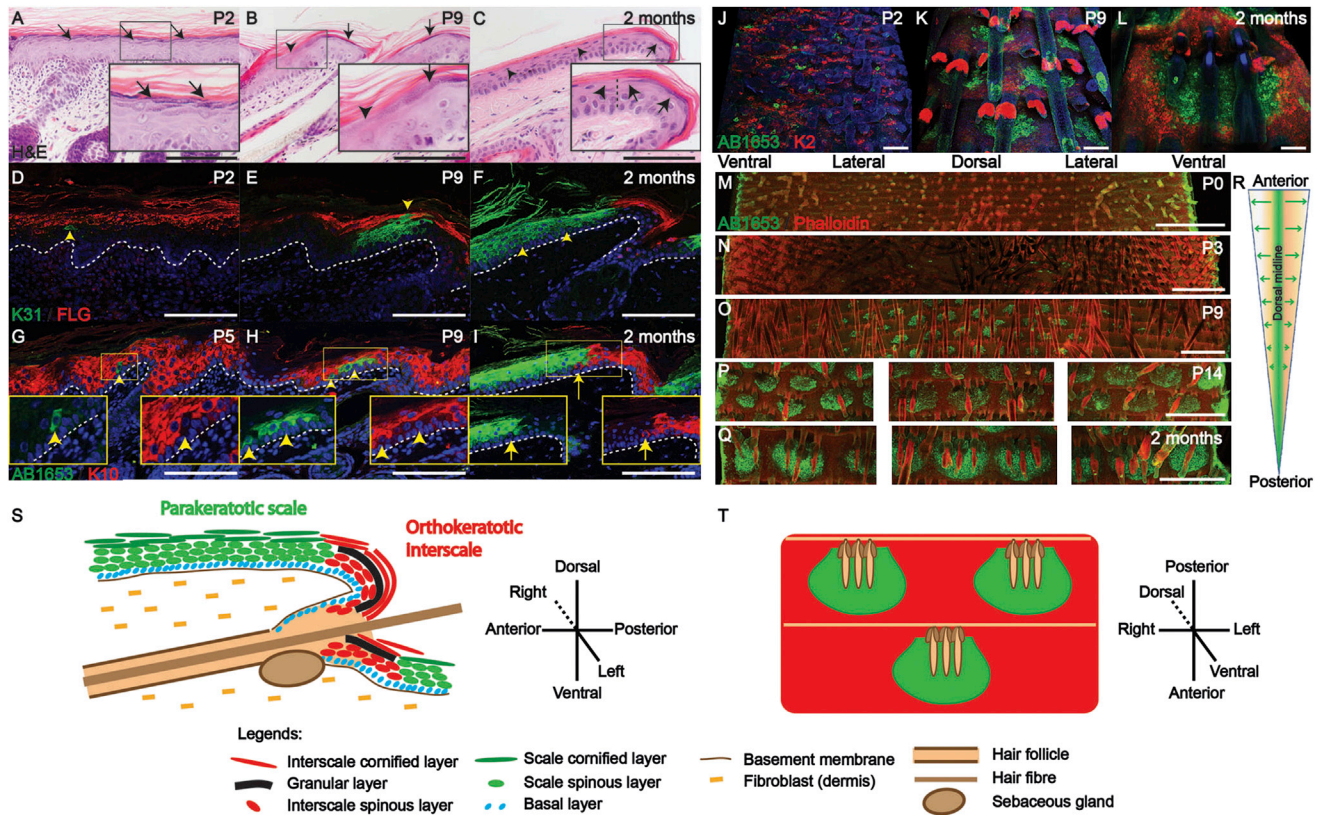 A P2
B P9
C 2 months
H&E
D P2
E P9
F 2 months
K31 / FLG
G P5
H P9
I 2 months
AB1653 / K10
J P2
K P9
L 2 months
AB1653 K2
Ventral Lateral Dorsal Lateral Ventral
M P0
AB1653 Phalloidin
N P3
O P9
P P14
Q 2 months
R Anterior
Dorsal midline
Posterior
S
Parakeratotic scale
Orthokeratotic
Interscale
Dorsal
Right
Anterior Posterior
Left
Ventral
T
Posterior
Dorsal
Right Left
Ventral
Anterior
Legends:
Interscale cornified layer
Granular layer
Interscale spinous layer
Scale cornified layer
Scale spinous layer
Basal layer
Basement membrane
Fibroblast (dermis)
Hair follicle
Hair fibre
Sebaceous gland